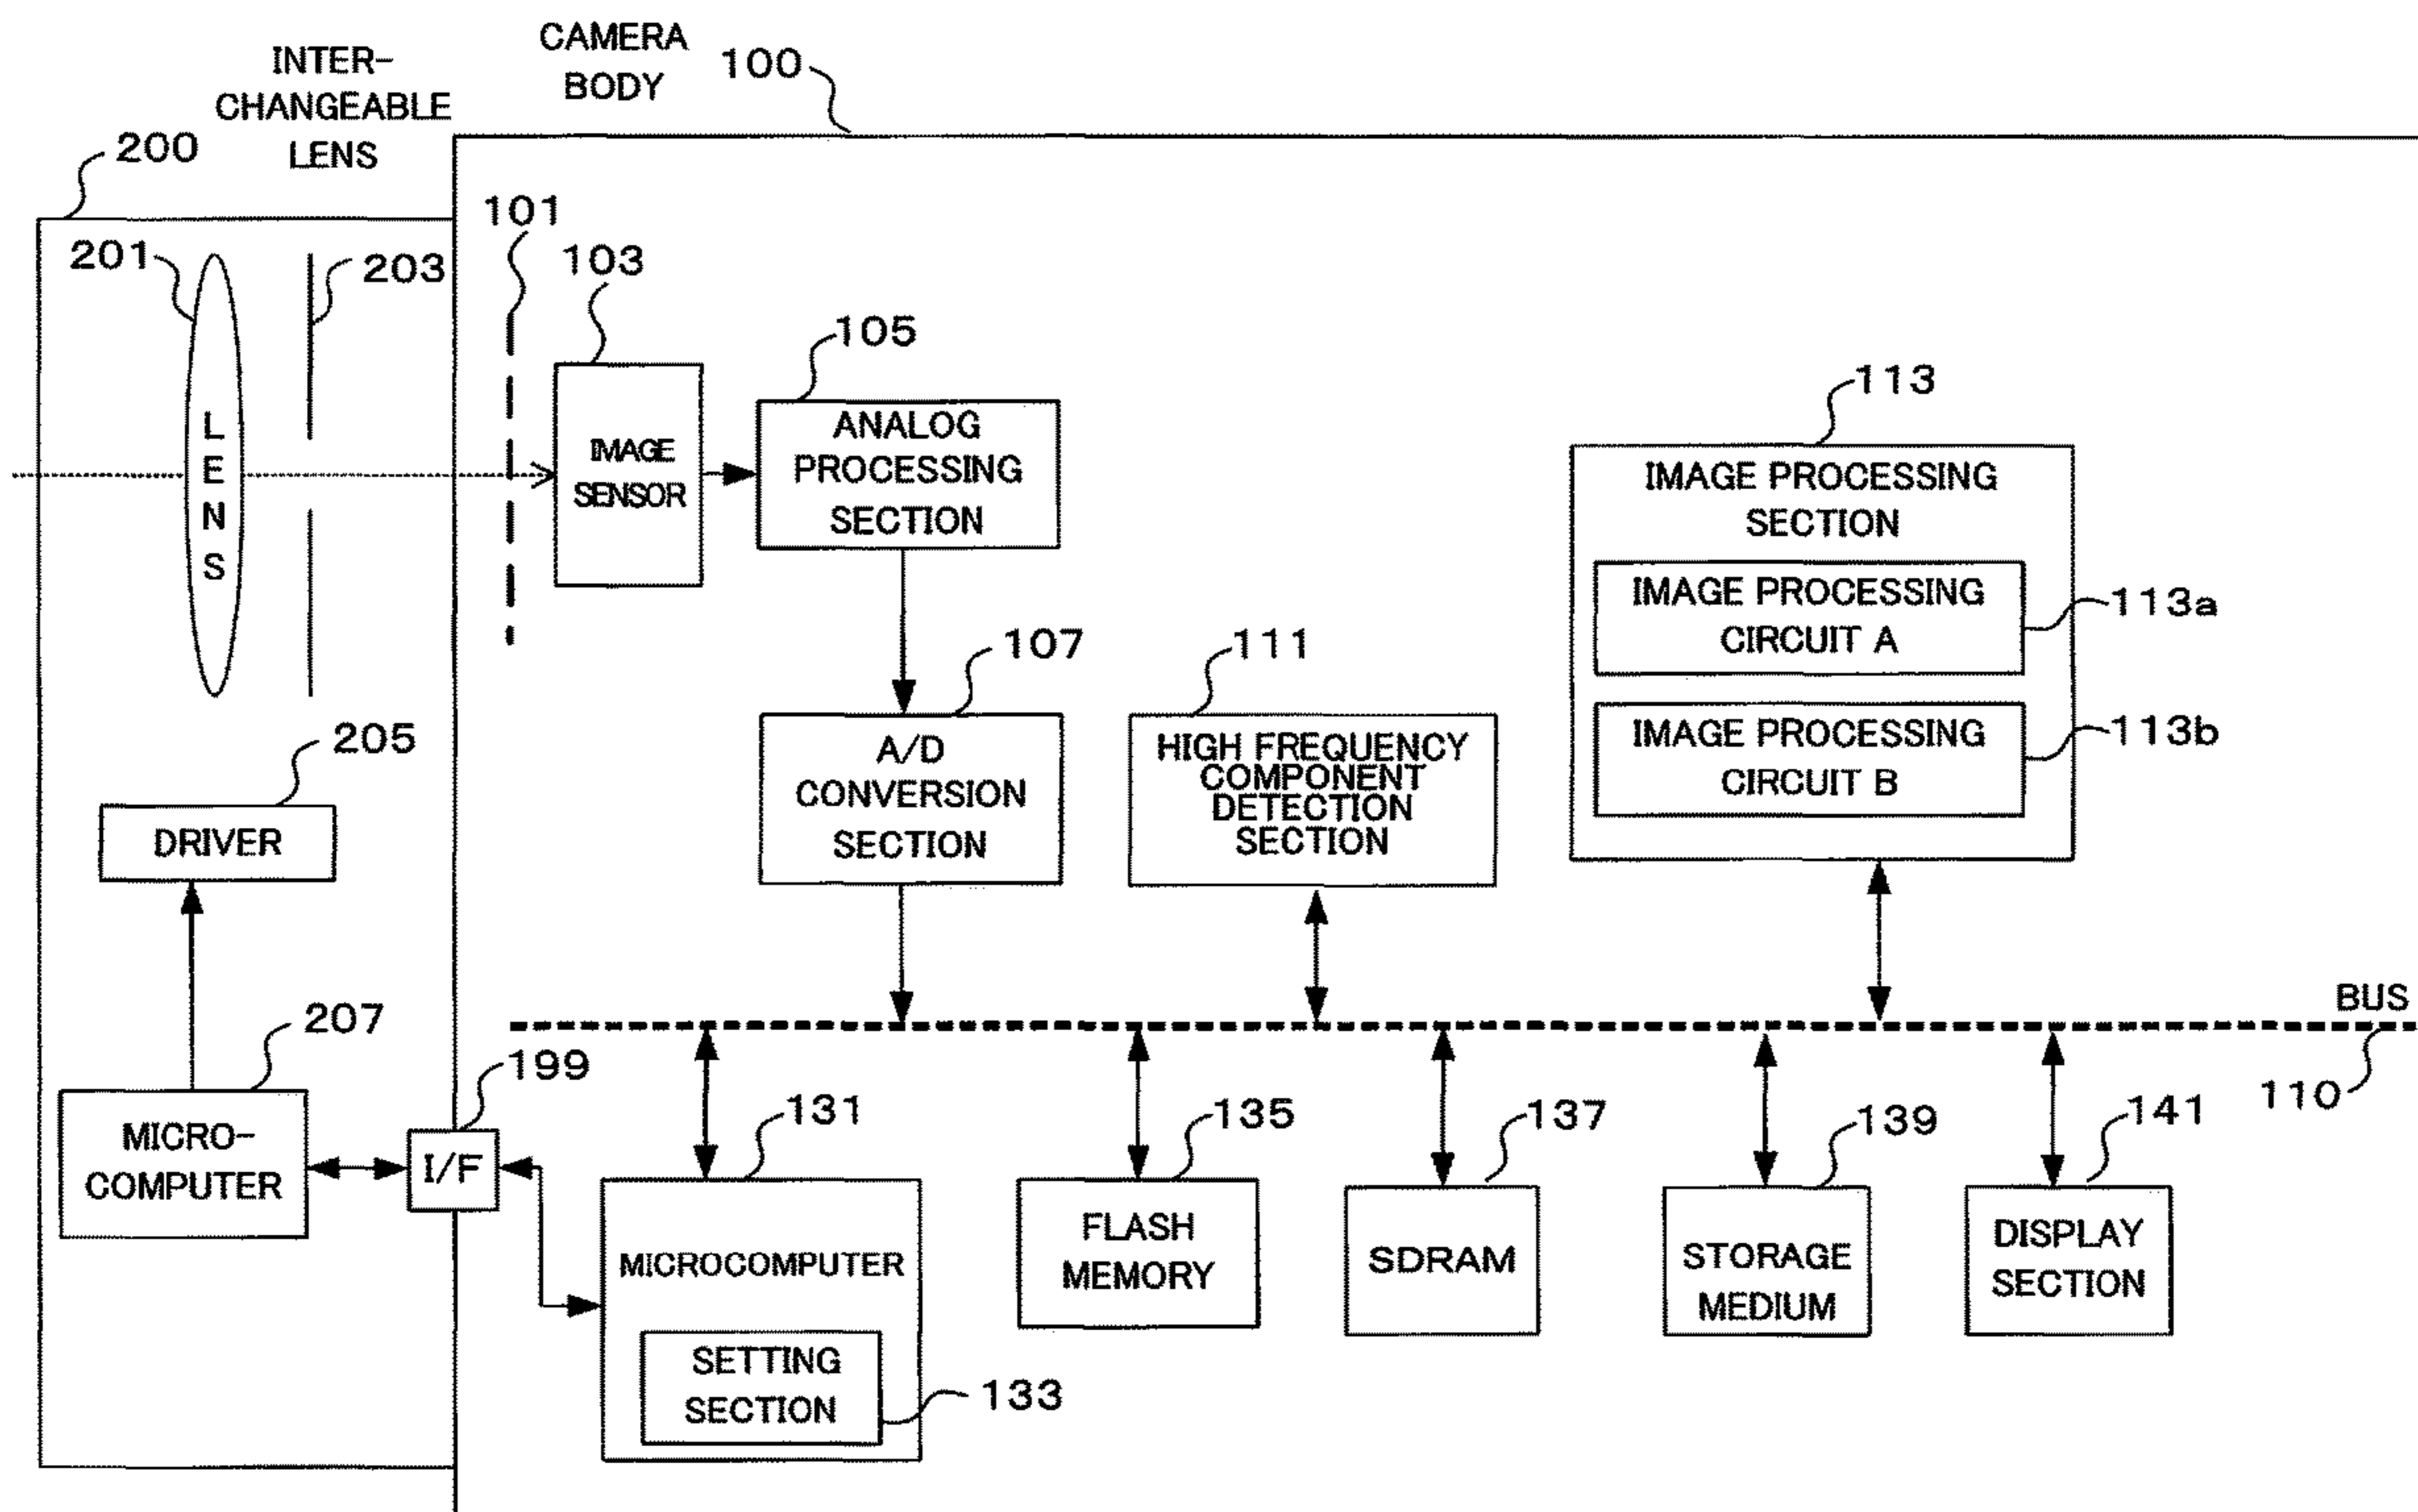 INTER-
CHANGEABLE
LENS
CAMERA
BODY
100
200
101
201
203
103
LENS
IMAGE
SENSOR
105
ANALOG
PROCESSING
SECTION
113
IMAGE PROCESSING
SECTION
IMAGE PROCESSING
CIRCUIT A
113a
IMAGE PROCESSING
CIRCUIT B
113b
107
A/D
CONVERSION
SECTION
111
HIGH FREQUENCY
COMPONENT
DETECTION
SECTION
205
DRIVER
207
MICRO-
COMPUTER
199
I/F
BUS
110
131
MICROCOMPUTER
SETTING
SECTION
133
135
FLASH
MEMORY
137
SDRAM
139
STORAGE
MEDIUM
141
DISPLAY
SECTION